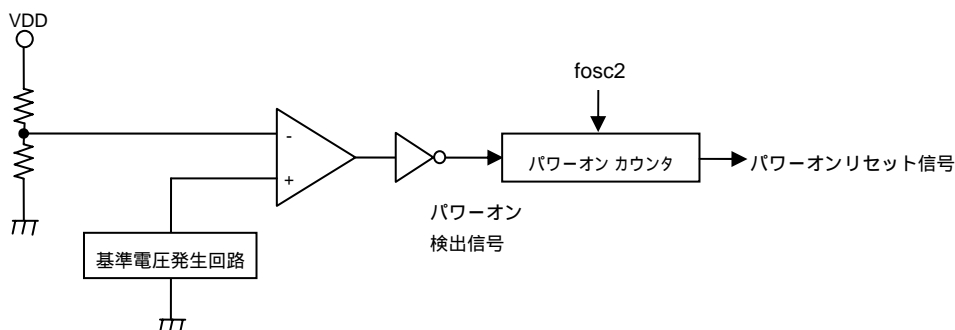 VDD
fosc2
-
パワーオン カウンタ
パワーオンリセット信号
+
パワーオン
検出信号
基準電圧発生回路